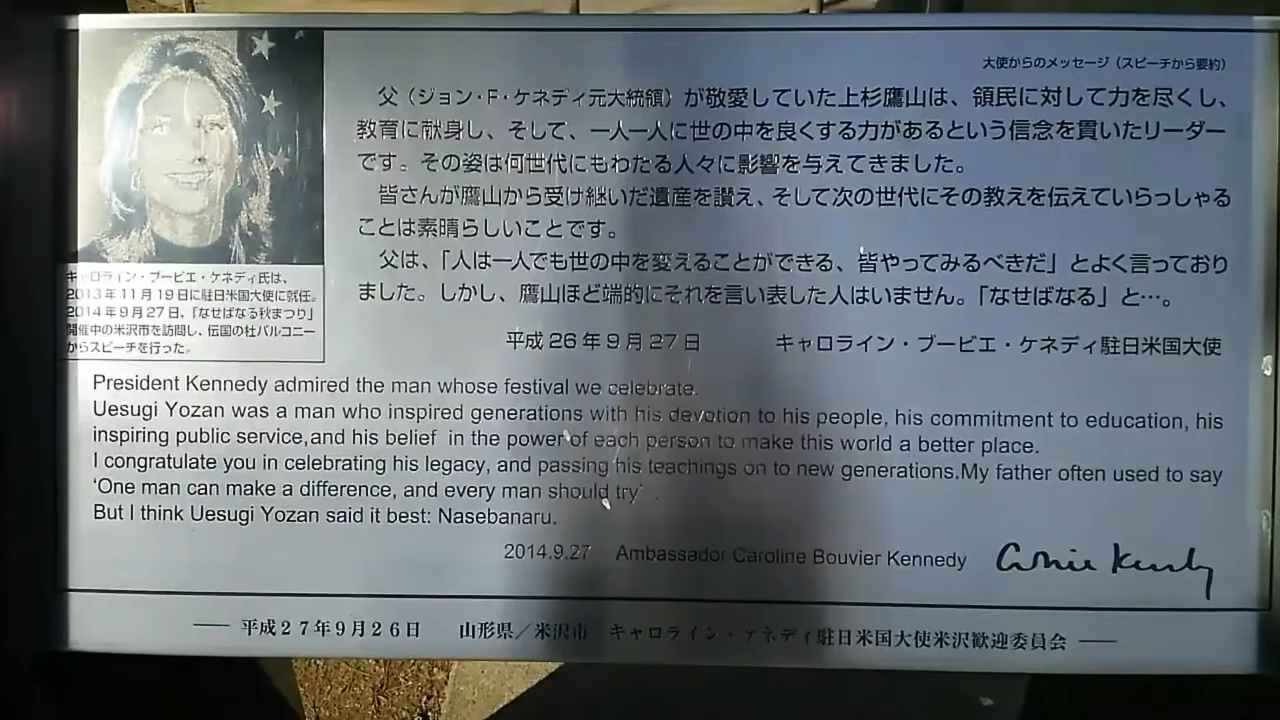 大使からのメッセージ（スピーチから要約）
父（ジョン・F・ケネディ元大統領）が敬愛していた上杉鷹山は、領民に対して力を尽くし、
教育に献身し、そして、一人一人に世の中を良くする力があるという信念を貫いたリーダー
です。その姿は何世代にもわたる人々に影響を与えてきました。
皆さんが鷹山から受け継いだ遺産を讃え、そして次の世代にその教えを伝えていらっしゃる
ことは素晴らしいことです。
父は、「人は一人でも世の中を変えることができる、皆やってみるべきだ」とよく言っており
ました。しかし、鷹山ほど端的にそれを言い表した人はいません。「なせばなる」と…。
平成26年9月27日 キャロライン・ブービエ・ケネディ駐日米国大使
キャロライン・ブービエ・ケネディ氏は、
2013年11月19日に駐日米国大使に就任。
2014年9月27日、「なせばなる秋まつり」
開催中の米沢市を訪問し、伝国の杜バルコニー
からスピーチを行った。
President Kennedy admired the man whose festival we celebrate.
Uesugi Yozan was a man who inspired generations with his devotion to his people, his commitment to education, his
inspiring public service,and his belief in the power of each person to make this world a better place.
I congratulate you in celebrating his legacy, and passing his teachings on to new generations.My father often used to say
‘One man can make a difference, and every man should try’ .
But I think Uesugi Yozan said it best: Nasebanaru.
2014.9.27 Ambassador Caroline Bouvier Kennedy
平成27年9月26日 山形県／米沢市 キャロライン・ケネディ駐日米国大使米沢歓迎委員会